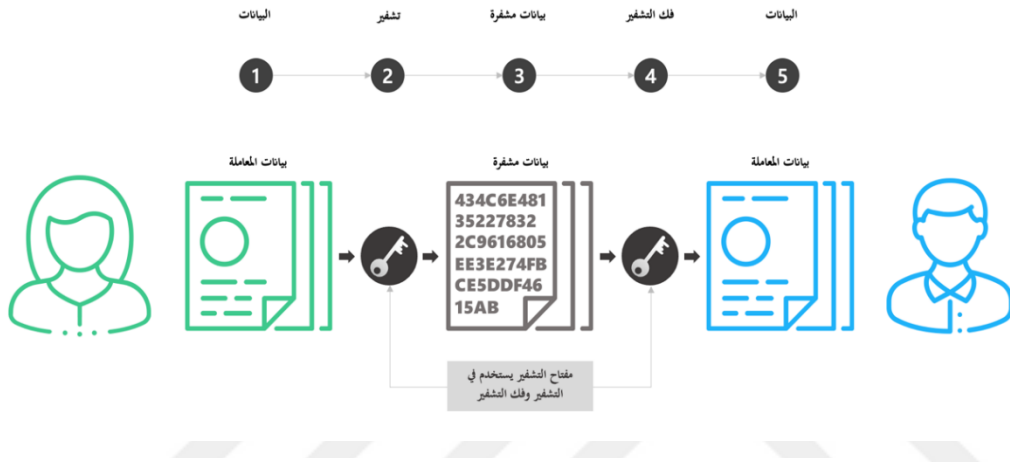 البيانات
تشفير
بيانات مشفرة
فك التشفير
البيانات
1
2
3
4
5
بيانات المعاملة
بيانات مشفرة
بيانات المعاملة
434C6E481
35227832
2C9616805
EE3E274FB
CE5DDF46
15AB
مفتاح التشفير يستخدم في
التشفير وفك التشفير